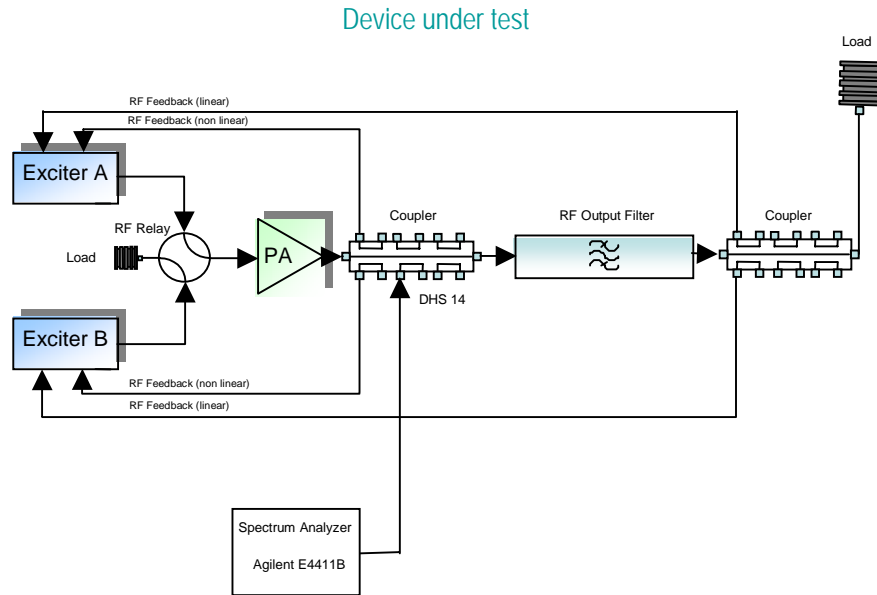 Device under test
Load
RF Feedback (linear)
RF Feedback (non linear)
Exciter A
Coupler
RF Output Filter
Coupler
RF Relay
Load
PA
DHS 14
Exciter B
RF Feedback (non linear)
RF Feedback (linear)
Spectrum Analyzer
Agilent E4411B